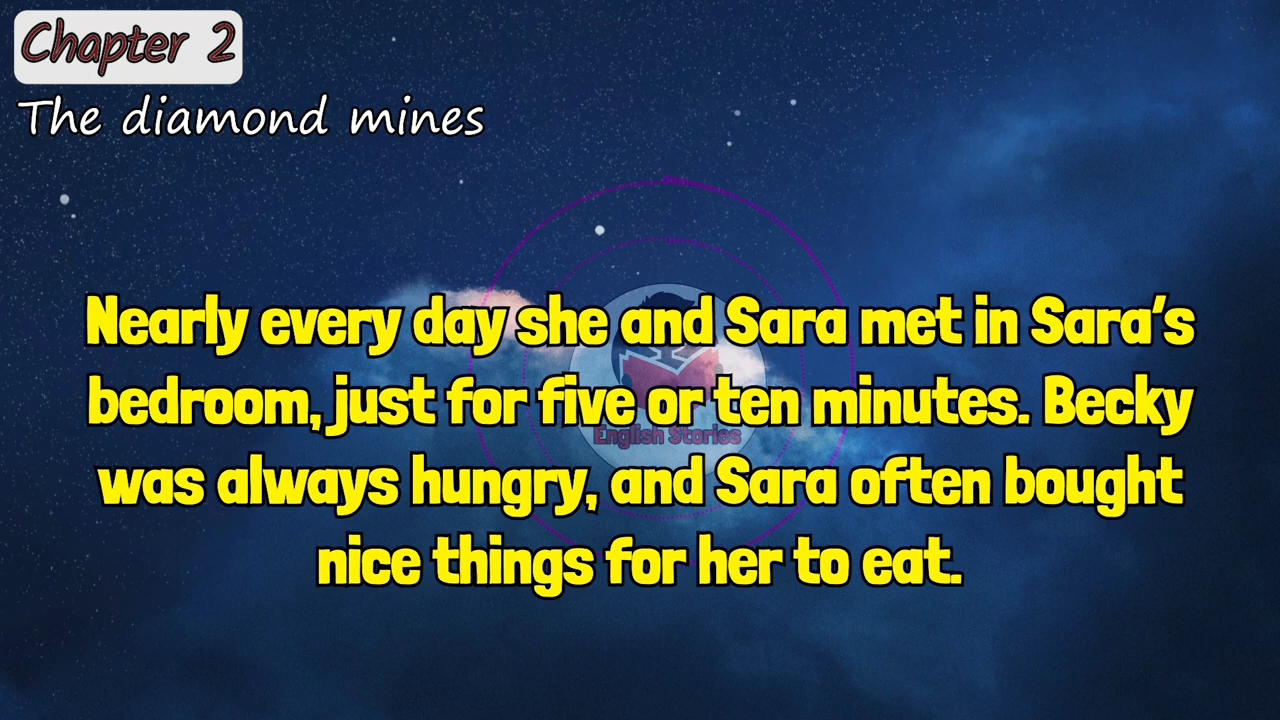 Chapter 2
The diamond mines
Nearly every day she and Sara met in Sara's
bedroom, just for five or ten minutes. Becky
English Stories
was always hungry, and Sara often bought
nice things for her to eat.